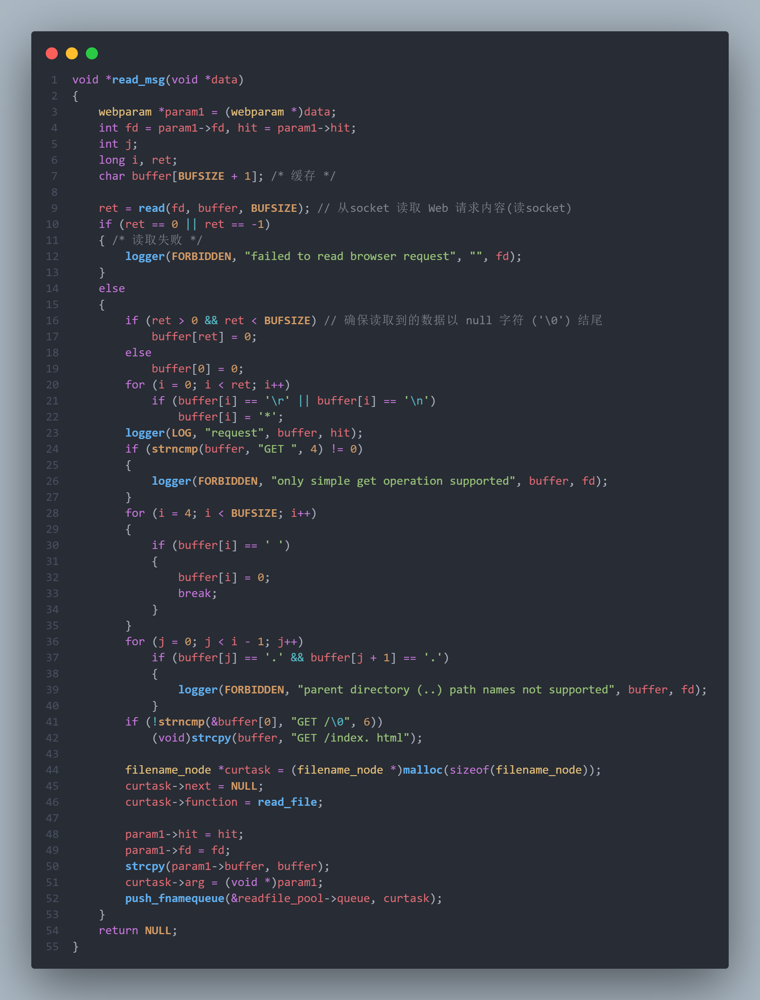 1 void *read_msg(void *data)
2 {
3     webparam *param1 = (webparam *)data;
4     int fd = param1->fd, hit = param1->hit;
5     int j;
6     long i, ret;
7     char buffer[BUFSIZE + 1]; /* 缓存 */
8
9     ret = read(fd, buffer, BUFSIZE); // 从socket 读取 Web 请求内容(读socket)
10     if (ret == 0 || ret == -1)
11     { /* 读取失败 */
12         logger(FORBIDDEN, "failed to read browser request", "", fd);
13     }
14     else
15     {
16         if (ret > 0 && ret < BUFSIZE) // 确保读取到的数据以 null 字符 ('\0') 结尾
17             buffer[ret] = 0;
18         else
19             buffer[0] = 0;
20         for (i = 0; i < ret; i++)
21             if (buffer[i] == '\r' || buffer[i] == '\n')
22                 buffer[i] = '*';
23         logger(LOG, "request", buffer, hit);
24         if (strncmp(buffer, "GET ", 4) != 0)
25         {
26             logger(FORBIDDEN, "only simple get operation supported", buffer, fd);
27         }
28         for (i = 4; i < BUFSIZE; i++)
29         {
30             if (buffer[i] == ' ')
31             {
32                 buffer[i] = 0;
33                 break;
34             }
35         }
36         for (j = 0; j < i - 1; j++)
37             if (buffer[j] == '.' && buffer[j + 1] == '.')
38             {
39                 logger(FORBIDDEN, "parent directory (..) path names not supported", buffer, fd);
40             }
41         if (!strncmp(&buffer[0], "GET /\0", 6))
42             (void)strcpy(buffer, "GET /index. html");
43
44         filename_node *curtask = (filename_node *)malloc(sizeof(filename_node));
45         curtask->next = NULL;
46         curtask->function = read_file;
47
48         param1->hit = hit;
49         param1->fd = fd;
50         strcpy(param1->buffer, buffer);
51         curtask->arg = (void *)param1;
52         push_fnamequeue(&readfile_pool->queue, curtask);
53     }
54     return NULL;
55 }